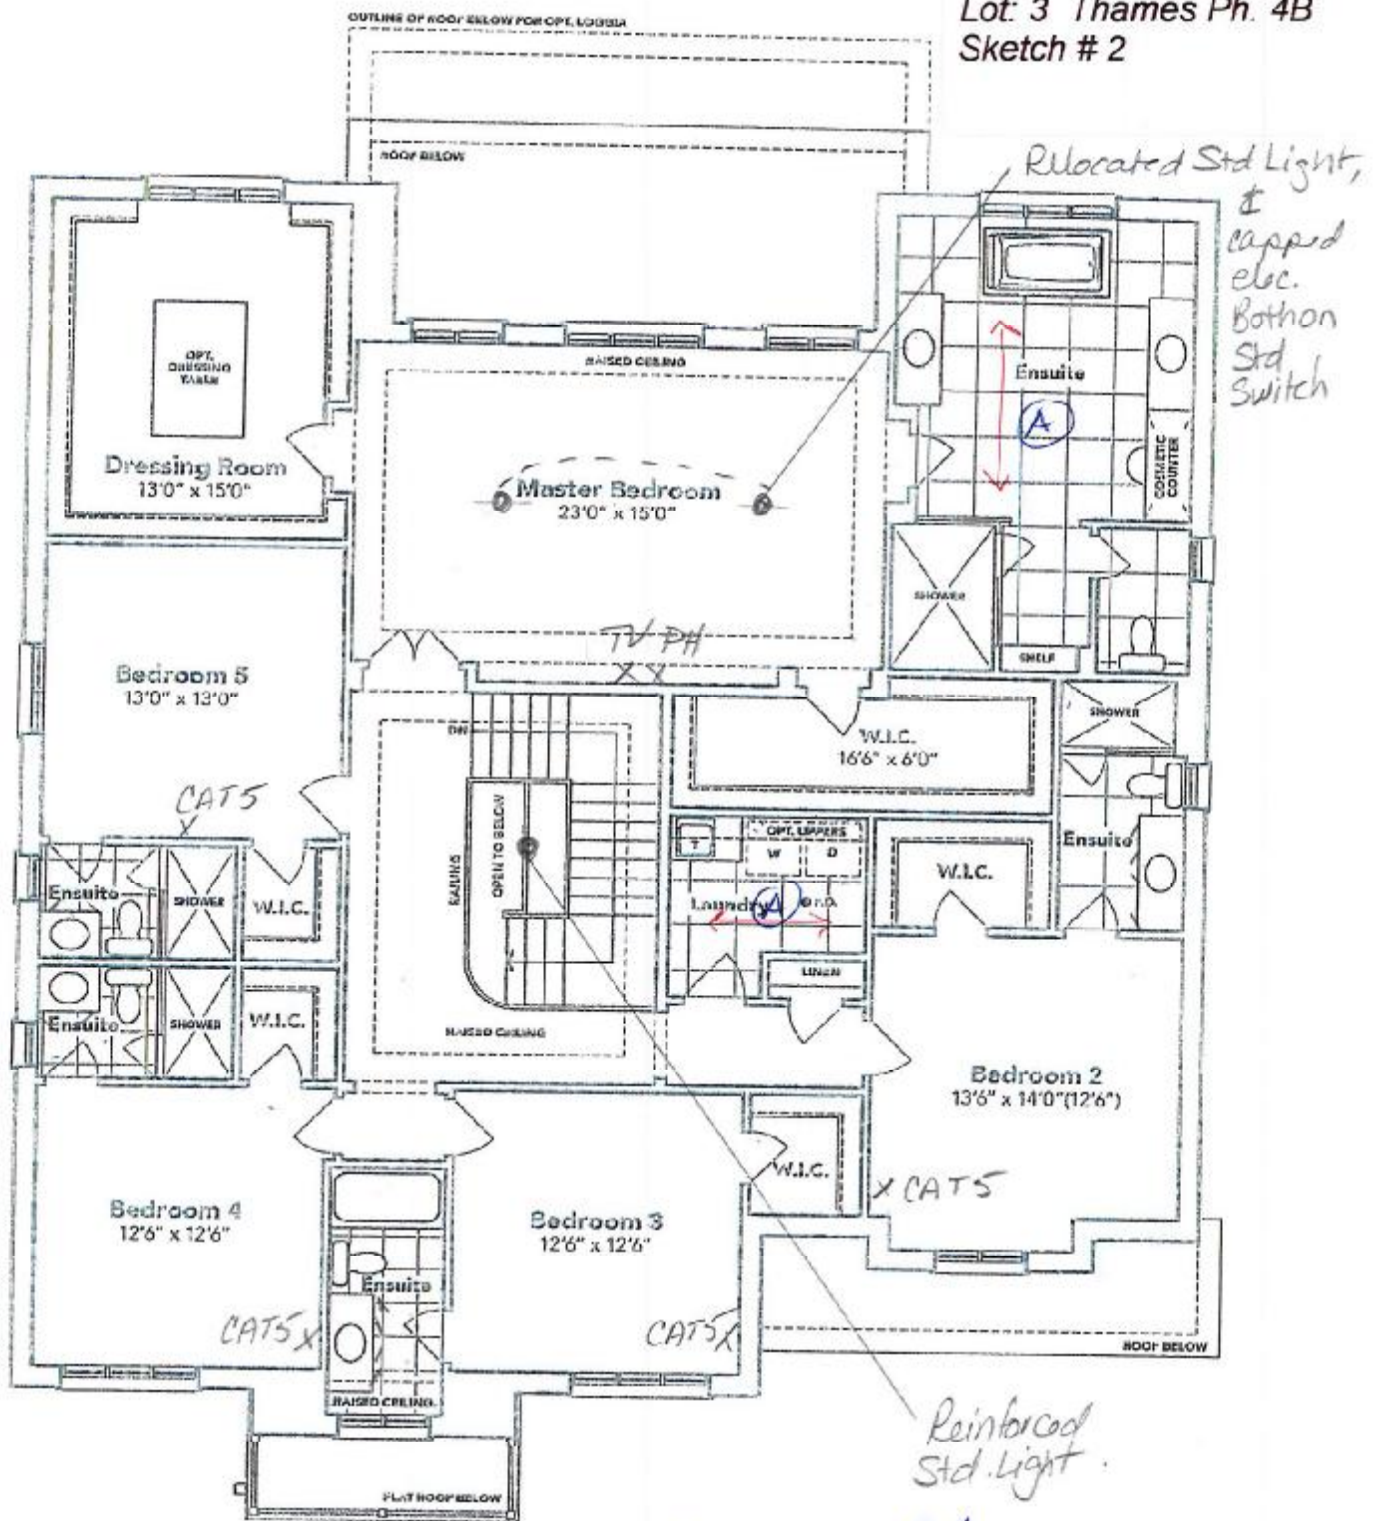 Lot: 3 Thames Ph. 4B
Sketch # 2
OUTLINE OF ROOF BELOW FOR OPT. LOGGIA
ROOF BELOW
Relocated Std Light,
&
capped
elec.
Both on
Std
Switch
OPT.
DRESSING
TABLE
Dressing Room
13'0" x 15'0"
RAISED CEILING
Master Bedroom
23'0" x 15'0"
Ensuite
A
COSMETIC
COUNTER
SHOWER
SHELF
TV PH
X X
Bedroom 5
13'0" x 13'0"
CAT5
X
DN
RAILING
OPEN TO BELOW
RAISED CEILING
W.I.C.
16'6" x 6'0"
SHOWER
Ensuite
OPT. UPPERS
T
W
D
Laundry
A
F.D.
LINEN
W.I.C.
Ensuite
SHOWER
W.I.C.
Ensuite
SHOWER
W.I.C.
Bedroom 2
13'6" x 14'0"(12'6")
X CAT5
W.I.C.
Bedroom 4
12'6" x 12'6"
CAT5 X
Ensuite
RAISED CEILING
Bedroom 3
12'6" x 12'6"
CAT5 X
ROOF BELOW
FLAT ROOF BELOW
Reinforced
Std. Light.